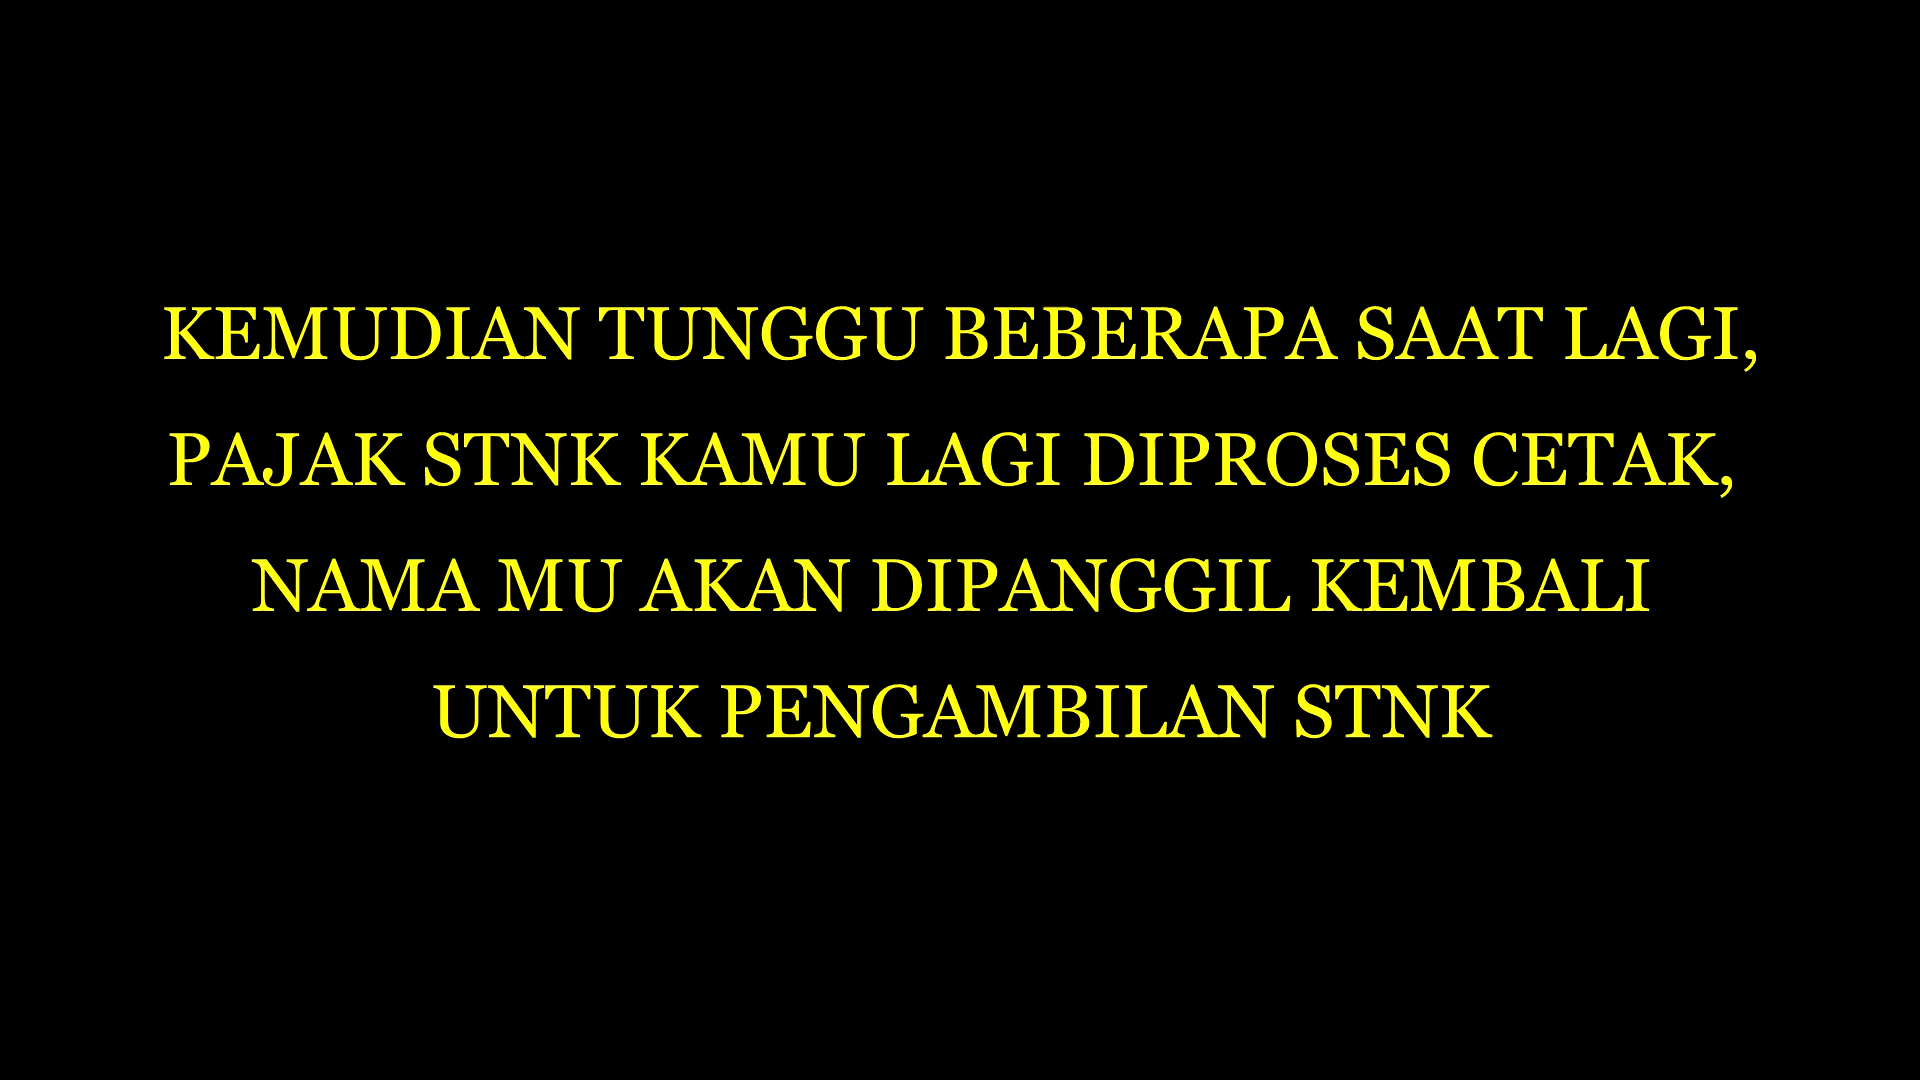 KEMUDIAN TUNGGU BEBERAPA SAAT LAGI,
PAJAK STNK KAMU LAGI DIPROSES CETAK,
NAMA MU AKAN DIPANGGIL KEMBALI
UNTUK PENGAMBILAN STNK